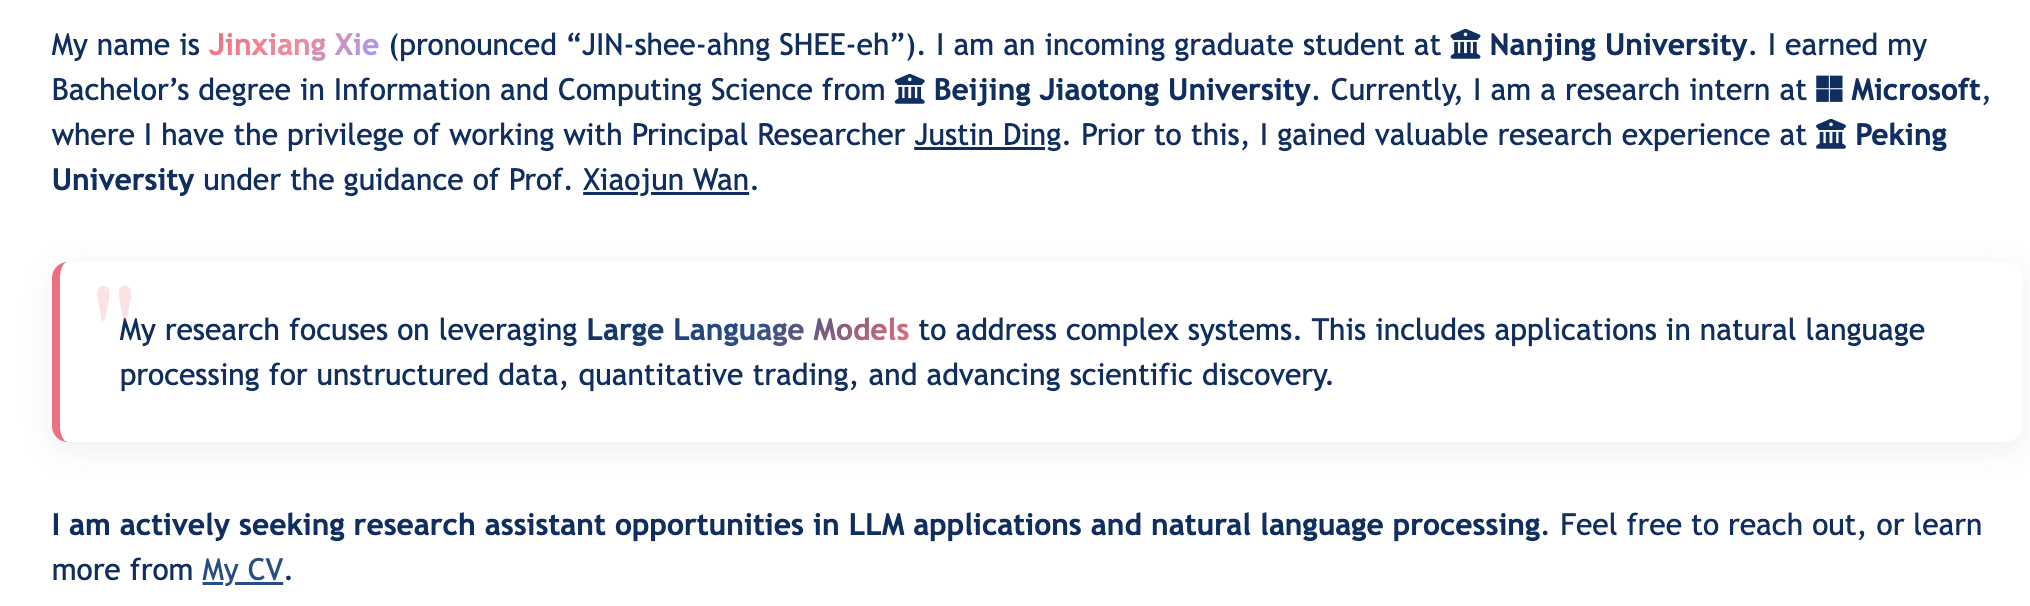 My name is Jinxiang Xie (pronounced “JIN-shee-ahng SHEE-eh”). I am an incoming graduate student at Nanjing University. I earned my
Bachelor’s degree in Information and Computing Science from Beijing Jiaotong University. Currently, I am a research intern at Microsoft,
where I have the privilege of working with Principal Researcher Justin Ding. Prior to this, I gained valuable research experience at Peking
University under the guidance of Prof. Xiaojun Wan.
"
My research focuses on leveraging Large Language Models to address complex systems. This includes applications in natural language
processing for unstructured data, quantitative trading, and advancing scientific discovery.
I am actively seeking research assistant opportunities in LLM applications and natural language processing. Feel free to reach out, or learn
more from My CV.